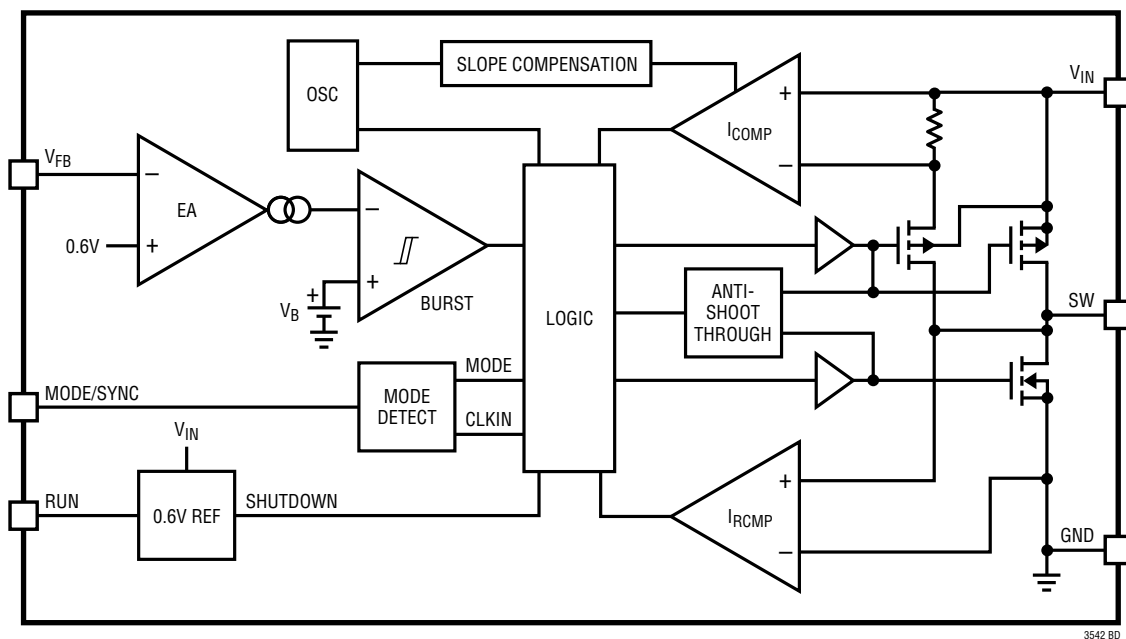 OSC
SLOPE COMPENSATION
VIN
+
ICOMP
−
VFB
−
EA
0.6V
+
−
+
BURST
+
VB
LOGIC
ANTI-
SHOOT
THROUGH
SW
MODE/SYNC
MODE
DETECT
MODE
CLKIN
VIN
RUN
0.6V REF
SHUTDOWN
+
IRCMP
−
GND
3542 BD